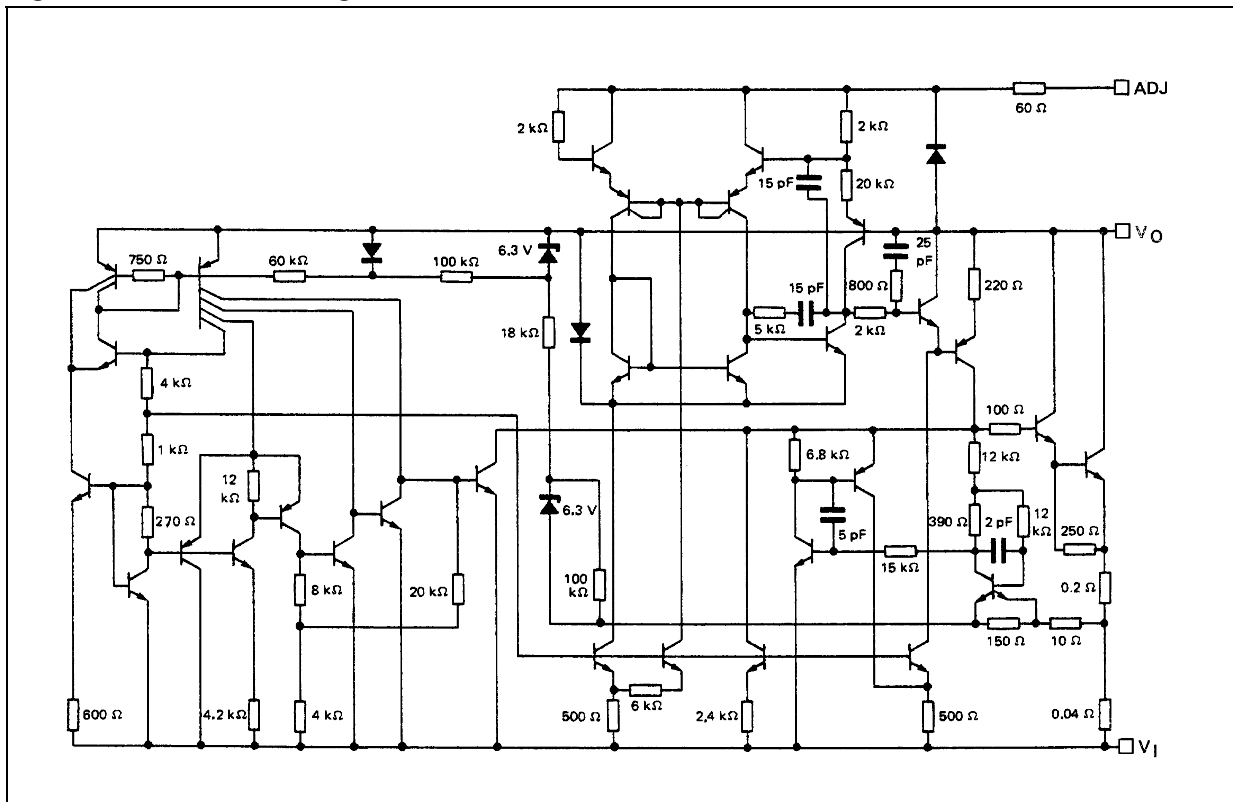 ADJ
60 Ω
2 kΩ
2 kΩ
15 pF
20 kΩ
V_O
6.3 V
25 pF
750 Ω
60 kΩ
100 kΩ
15 pF
800 Ω
220 Ω
18 kΩ
5 kΩ
2 kΩ
4 kΩ
100 Ω
1 kΩ
12 kΩ
6.8 kΩ
12 kΩ
270 Ω
6.3 V
5 pF
390 Ω
2 pF
12 kΩ
250 Ω
15 kΩ
8 kΩ
20 kΩ
100 kΩ
0.2 Ω
150 Ω
10 Ω
600 Ω
4.2 kΩ
4 kΩ
500 Ω
6 kΩ
2,4 kΩ
500 Ω
0.04 Ω
V_I